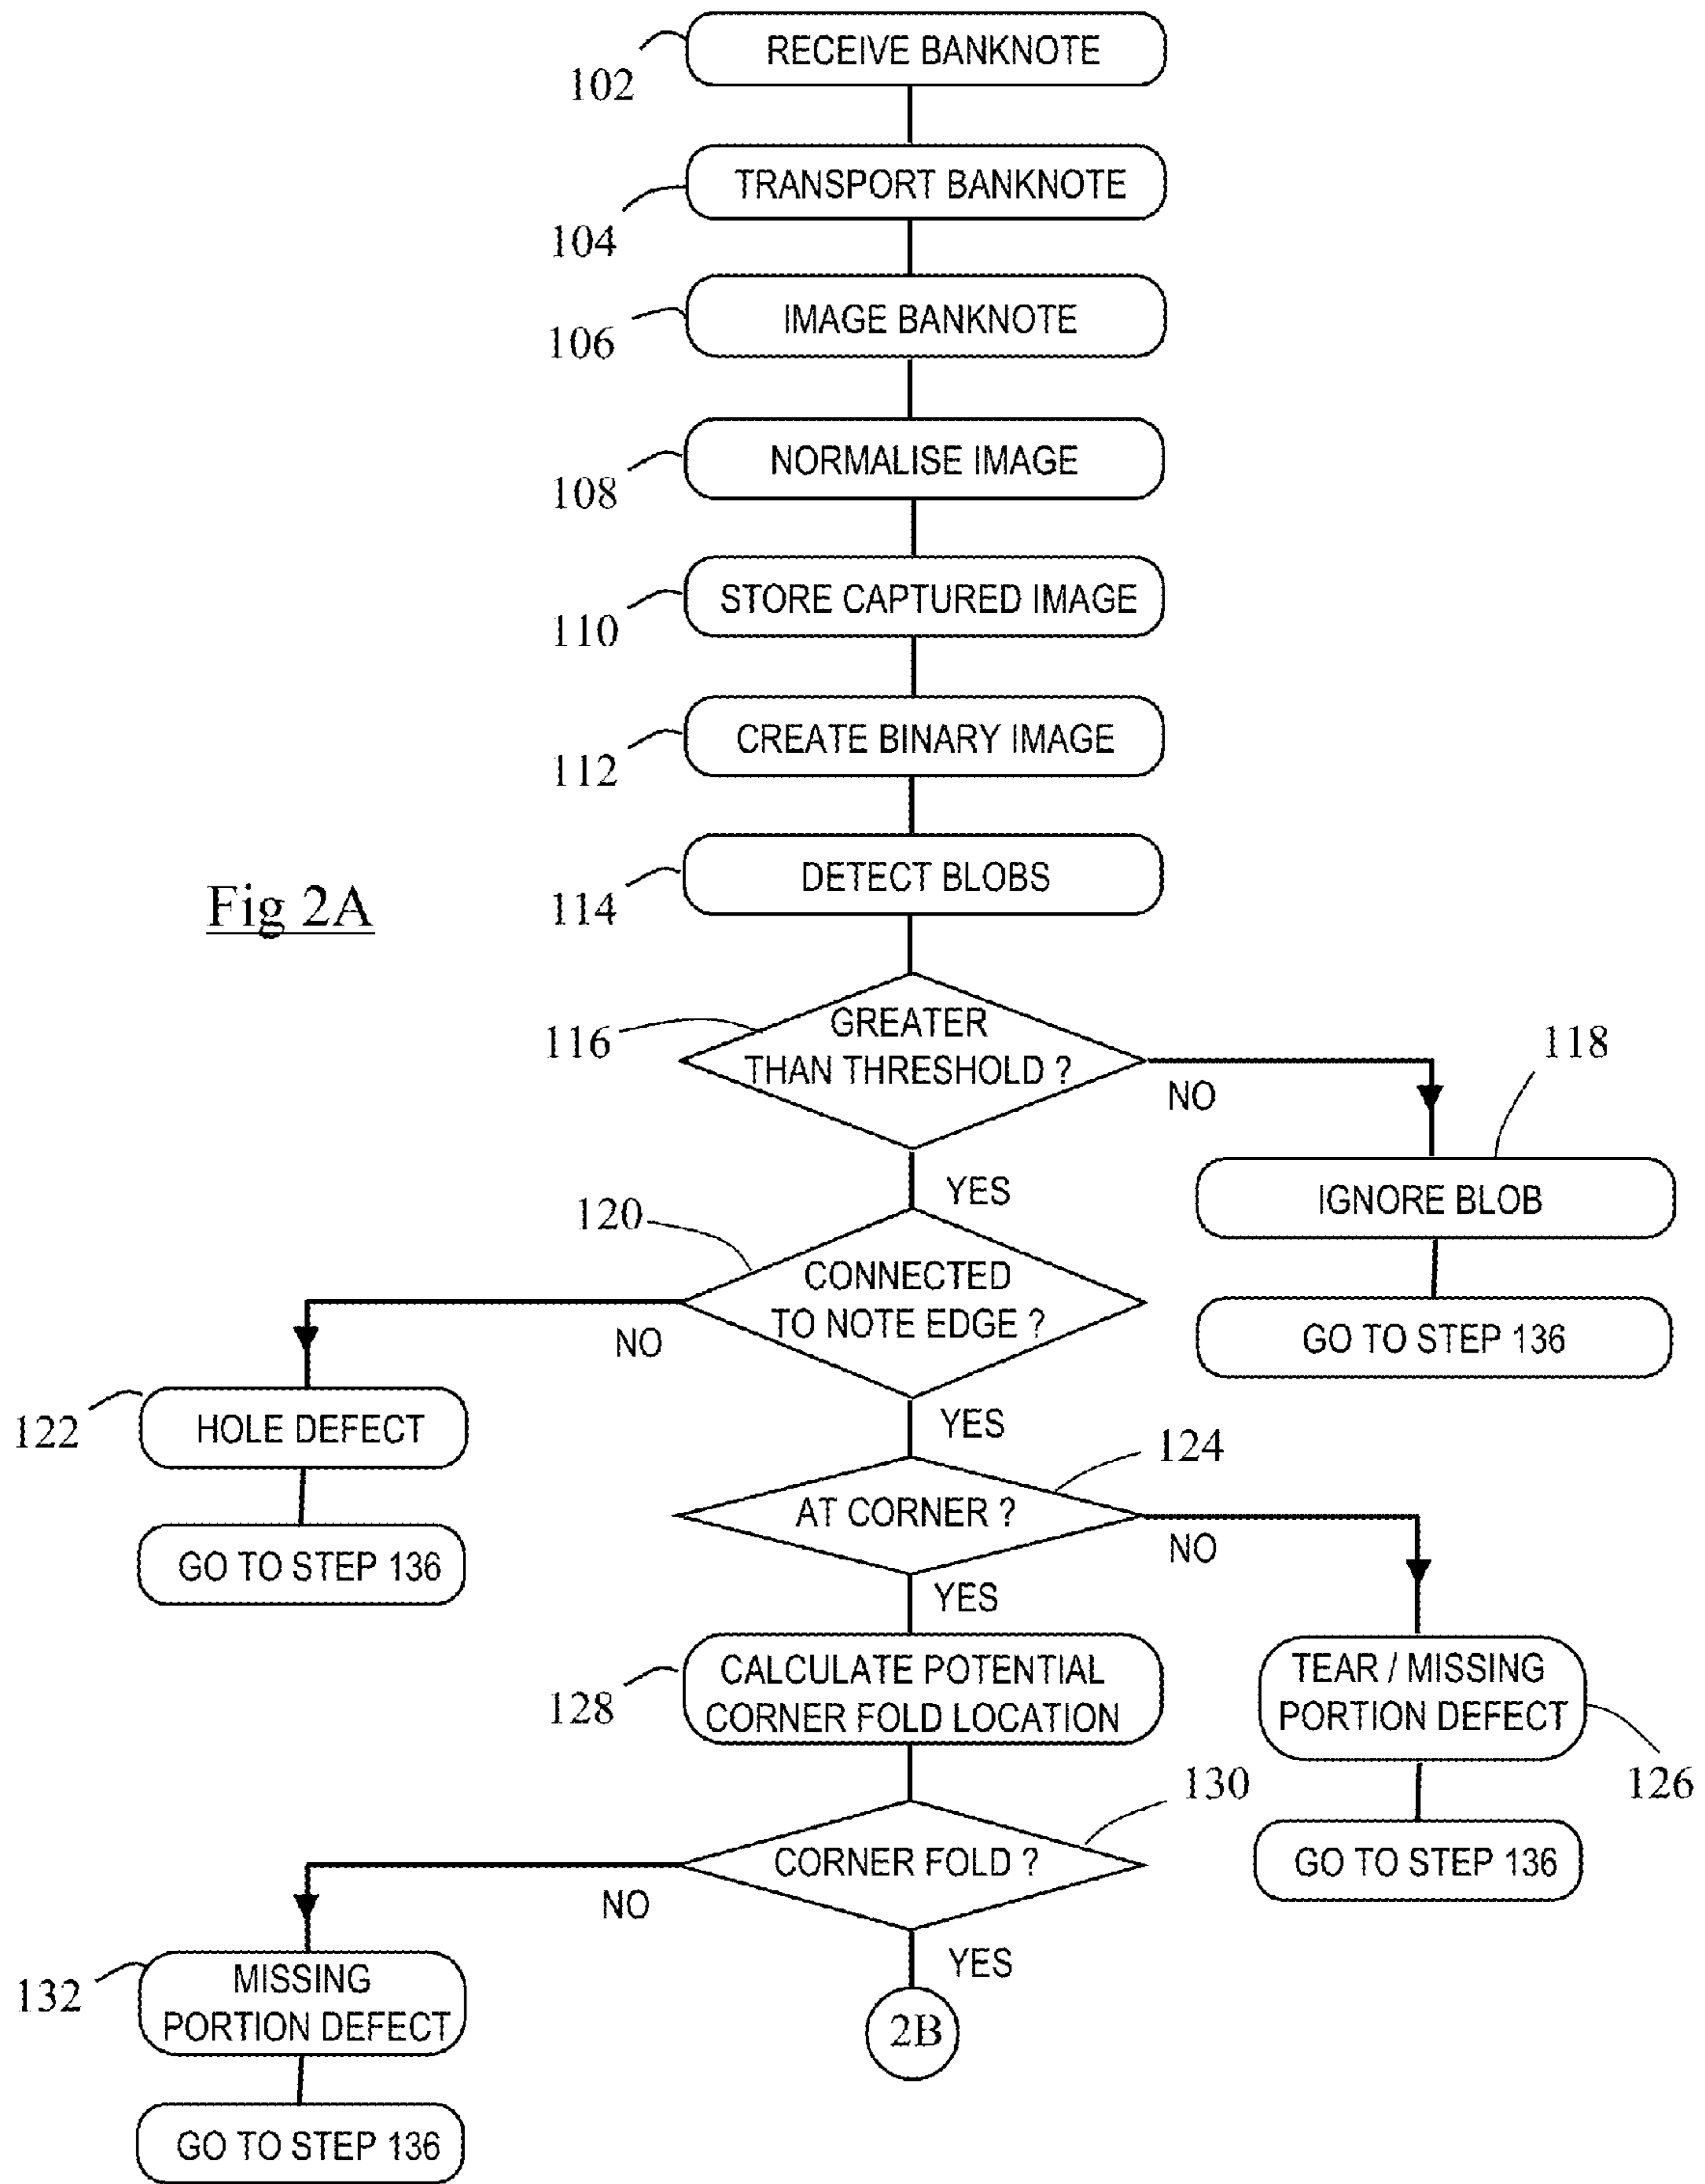 RECEIVE BANKNOTE
102
TRANSPORT BANKNOTE
104
IMAGE BANKNOTE
106
NORMALISE IMAGE
108
STORE CAPTURED IMAGE
110
CREATE BINARY IMAGE
112
DETECT BLOBS
114
Fig 2A
GREATER
THAN THRESHOLD ?
116
NO
118
YES
IGNORE BLOB
GO TO STEP 136
120
CONNECTED
TO NOTE EDGE ?
NO
122
HOLE DEFECT
GO TO STEP 136
YES
124
AT CORNER ?
NO
YES
TEAR / MISSING
PORTION DEFECT
126
GO TO STEP 136
CALCULATE POTENTIAL
CORNER FOLD LOCATION
128
130
CORNER FOLD ?
NO
YES
132
MISSING
PORTION DEFECT
GO TO STEP 136
2B